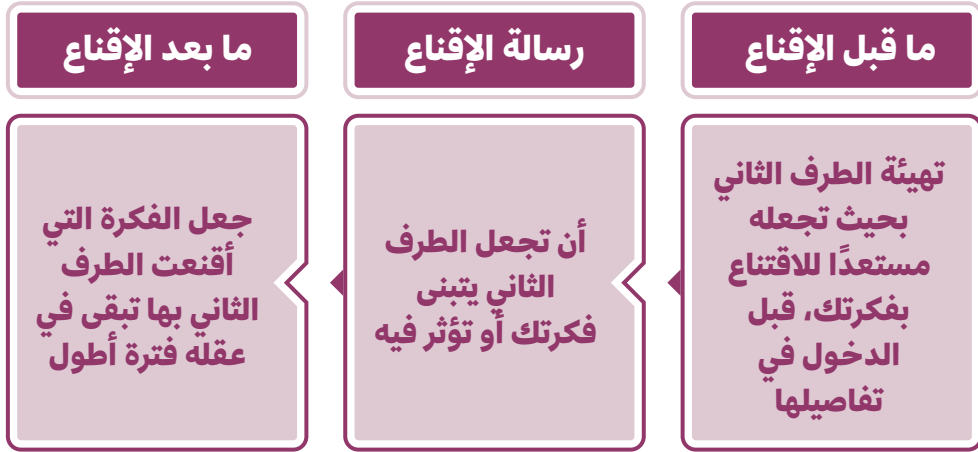 ما قبل الإقناع
تهيئة الطرف الثاني
بحيث تجعله
مستعدًا للاقتناع
بفكرتك، قبل
الدخول في
تفاصيلها
رسالة الإقناع
أن تجعل الطرف
الثاني يتبنى
فكرتك أو تؤثر فيه
ما بعد الإقناع
جعل الفكرة التي
أقنعت الطرف
الثاني بها تبقى في
عقله فترة أطول